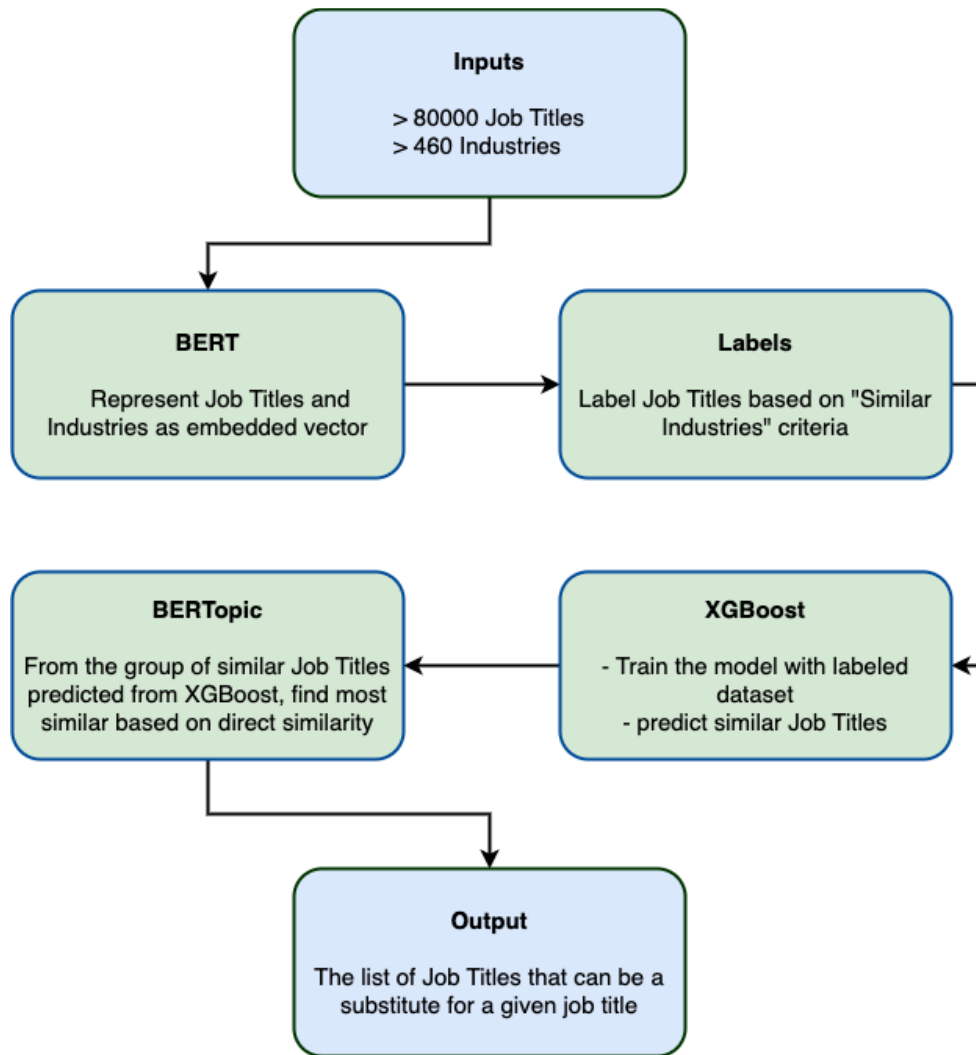 Inputs
> 80000 Job Titles
> 460 Industries
BERT
Represent Job Titles and
Industries as embedded vector
Labels
Label Job Titles based on "Similar
Industries" criteria
BERTopic
From the group of similar Job Titles
predicted from XGBoost, find most
similar based on direct similarity
XGBoost
- Train the model with labeled
dataset
- predict similar Job Titles
Output
The list of Job Titles that can be a
substitute for a given job title